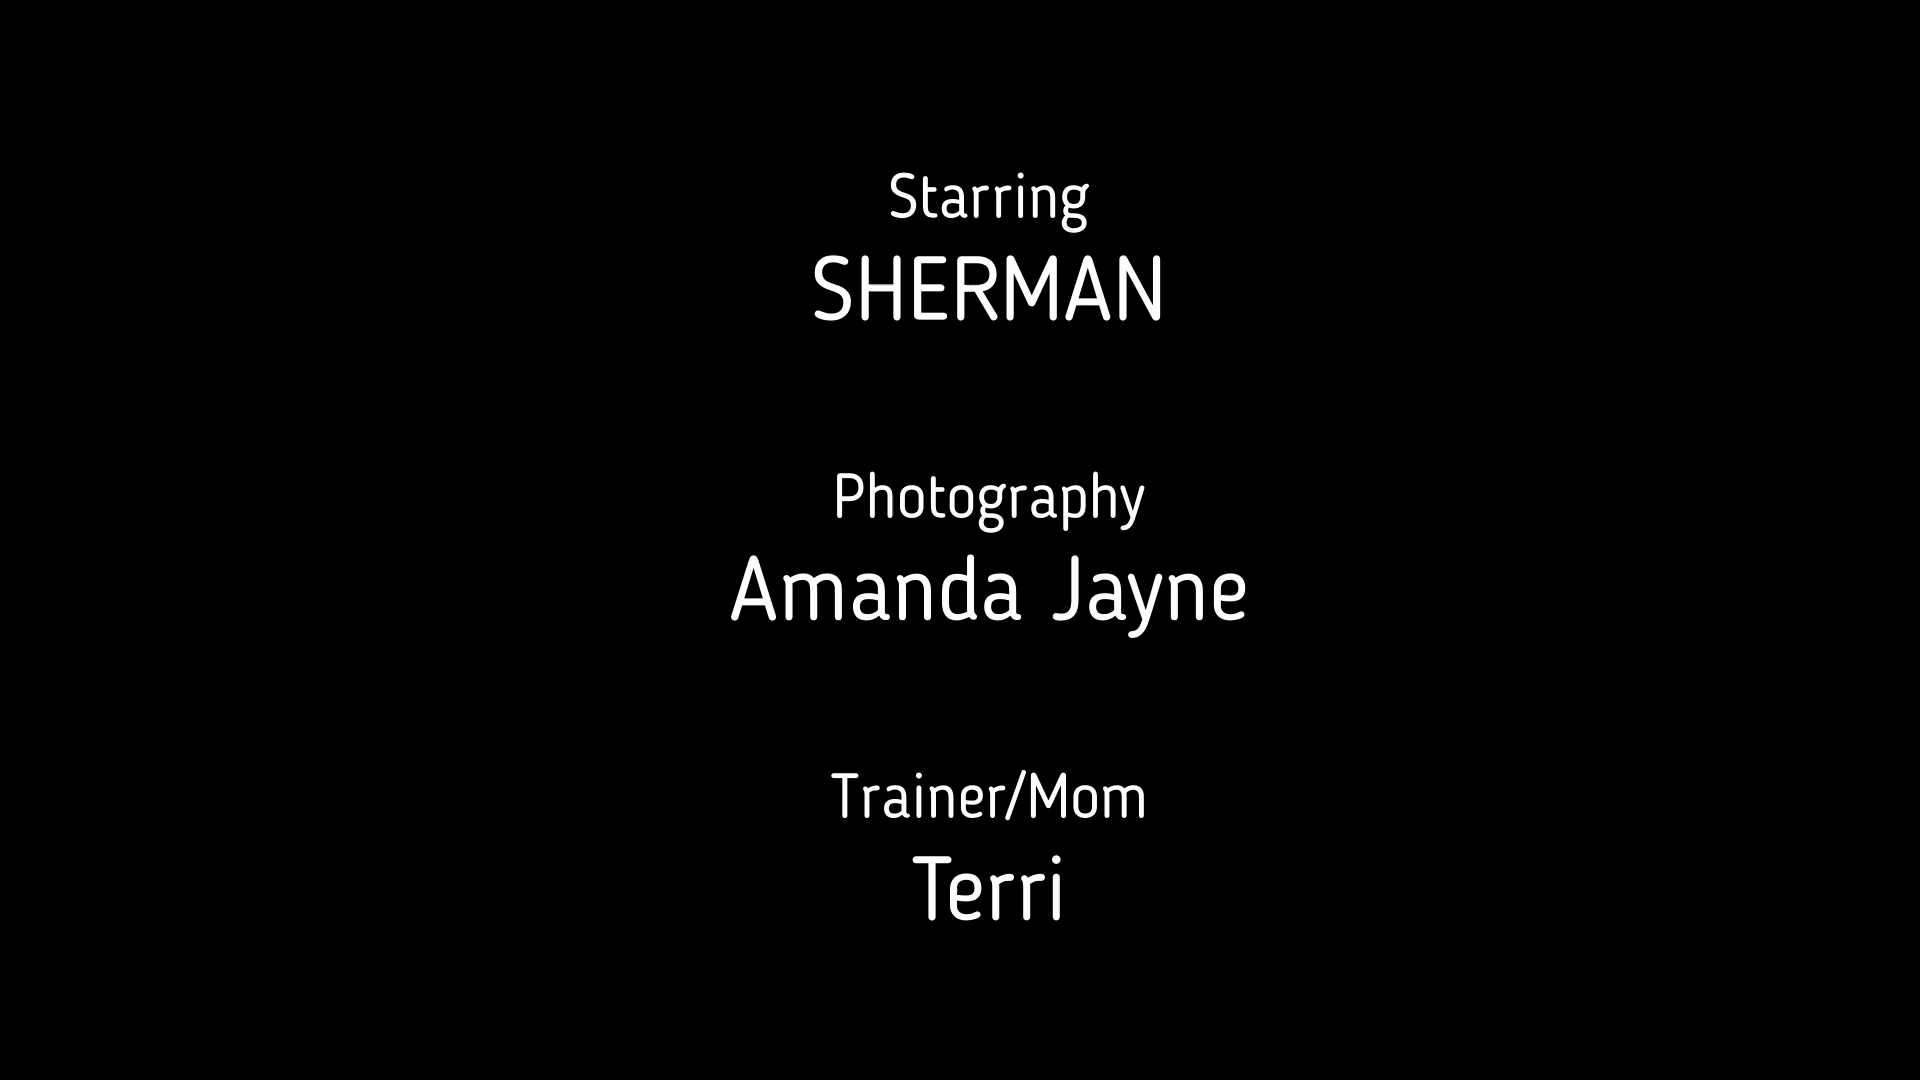 Starring
SHERMAN
Photography
Amanda Jayne
Trainer/Mom
Terri